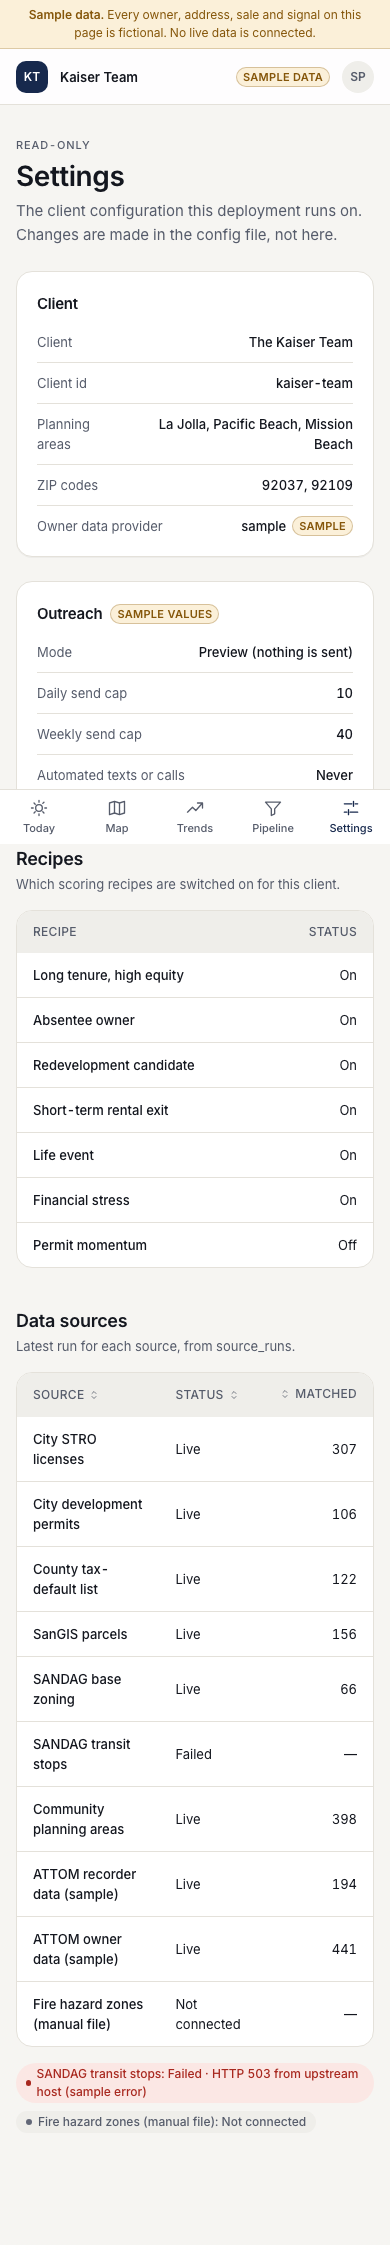 Sample data. Every owner, address, sale and signal on this
page is fictional. No live data is connected.
KT
Kaiser Team
SAMPLE DATA
SP
READ-ONLY
Settings
The client configuration this deployment runs on.
Changes are made in the config file, not here.
Client
Client The Kaiser Team
Client id kaiser-team
Planning areas La Jolla, Pacific Beach, Mission Beach
ZIP codes 92037, 92109
Owner data provider sample SAMPLE
Outreach SAMPLE VALUES
Mode Preview (nothing is sent)
Daily send cap 10
Weekly send cap 40
Automated texts or calls Never
Today Map Trends Pipeline Settings
Recipes
Which scoring recipes are switched on for this client.
RECIPE STATUS
Long tenure, high equity On
Absentee owner On
Redevelopment candidate On
Short-term rental exit On
Life event On
Financial stress On
Permit momentum Off
Data sources
Latest run for each source, from source_runs.
SOURCE STATUS MATCHED
City STRO licenses Live 307
City development permits Live 106
County tax-default list Live 122
SanGIS parcels Live 156
SANDAG base zoning Live 66
SANDAG transit stops Failed —
Community planning areas Live 398
ATTOM recorder data (sample) Live 194
ATTOM owner data (sample) Live 441
Fire hazard zones (manual file) Not connected —
SANDAG transit stops: Failed · HTTP 503 from upstream
host (sample error)
Fire hazard zones (manual file): Not connected